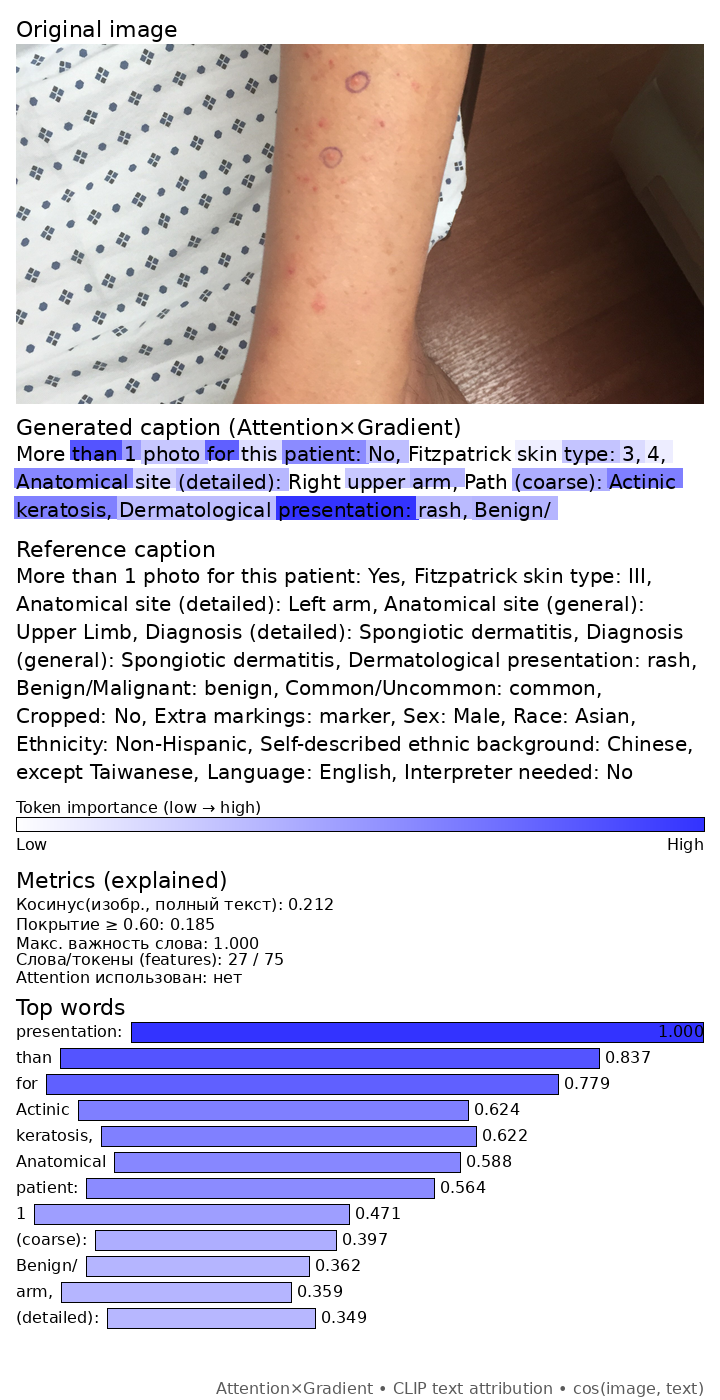 Original image
Generated caption (Attention×Gradient)
More than 1 photo for this patient: No, Fitzpatrick skin type: 3, 4,
Anatomical site (detailed): Right upper arm, Path (coarse): Actinic
keratosis, Dermatological presentation: rash, Benign/
Reference caption
More than 1 photo for this patient: Yes, Fitzpatrick skin type: III,
Anatomical site (detailed): Left arm, Anatomical site (general):
Upper Limb, Diagnosis (detailed): Spongiotic dermatitis, Diagnosis
(general): Spongiotic dermatitis, Dermatological presentation: rash,
Benign/Malignant: benign, Common/Uncommon: common,
Cropped: No, Extra markings: marker, Sex: Male, Race: Asian,
Ethnicity: Non-Hispanic, Self-described ethnic background: Chinese,
except Taiwanese, Language: English, Interpreter needed: No
Token importance (low → high)
Low High
Metrics (explained)
Косинус(изобр., полный текст): 0.212
Покрытие ≥ 0.60: 0.185
Макс. важность слова: 1.000
Слова/токены (features): 27 / 75
Attention использован: нет
Top words
presentation: 1.000
than 0.837
for 0.779
Actinic 0.624
keratosis, 0.622
Anatomical 0.588
patient: 0.564
1 0.471
(coarse): 0.397
Benign/ 0.362
arm, 0.359
(detailed): 0.349
Attention×Gradient • CLIP text attribution • cos(image, text)